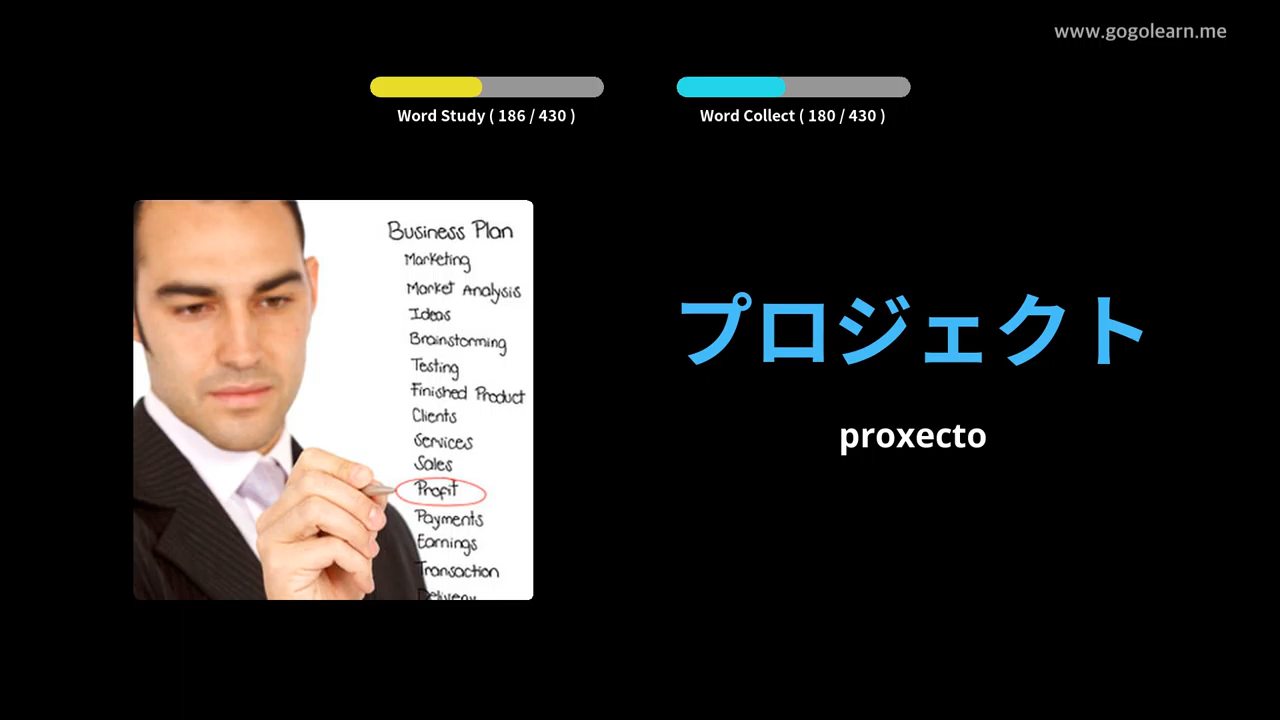 www.gogolearn.me
Word Study ( 186 / 430 )
Word Collect ( 180 / 430 )
Business Plan
Marketing
Market Analysis
Ideas
Brainstorming
Testing
Finished Product
Clients
Services
Sales
Profit
Payments
Earnings
Transaction
Delivery
プロジェクト
proxecto